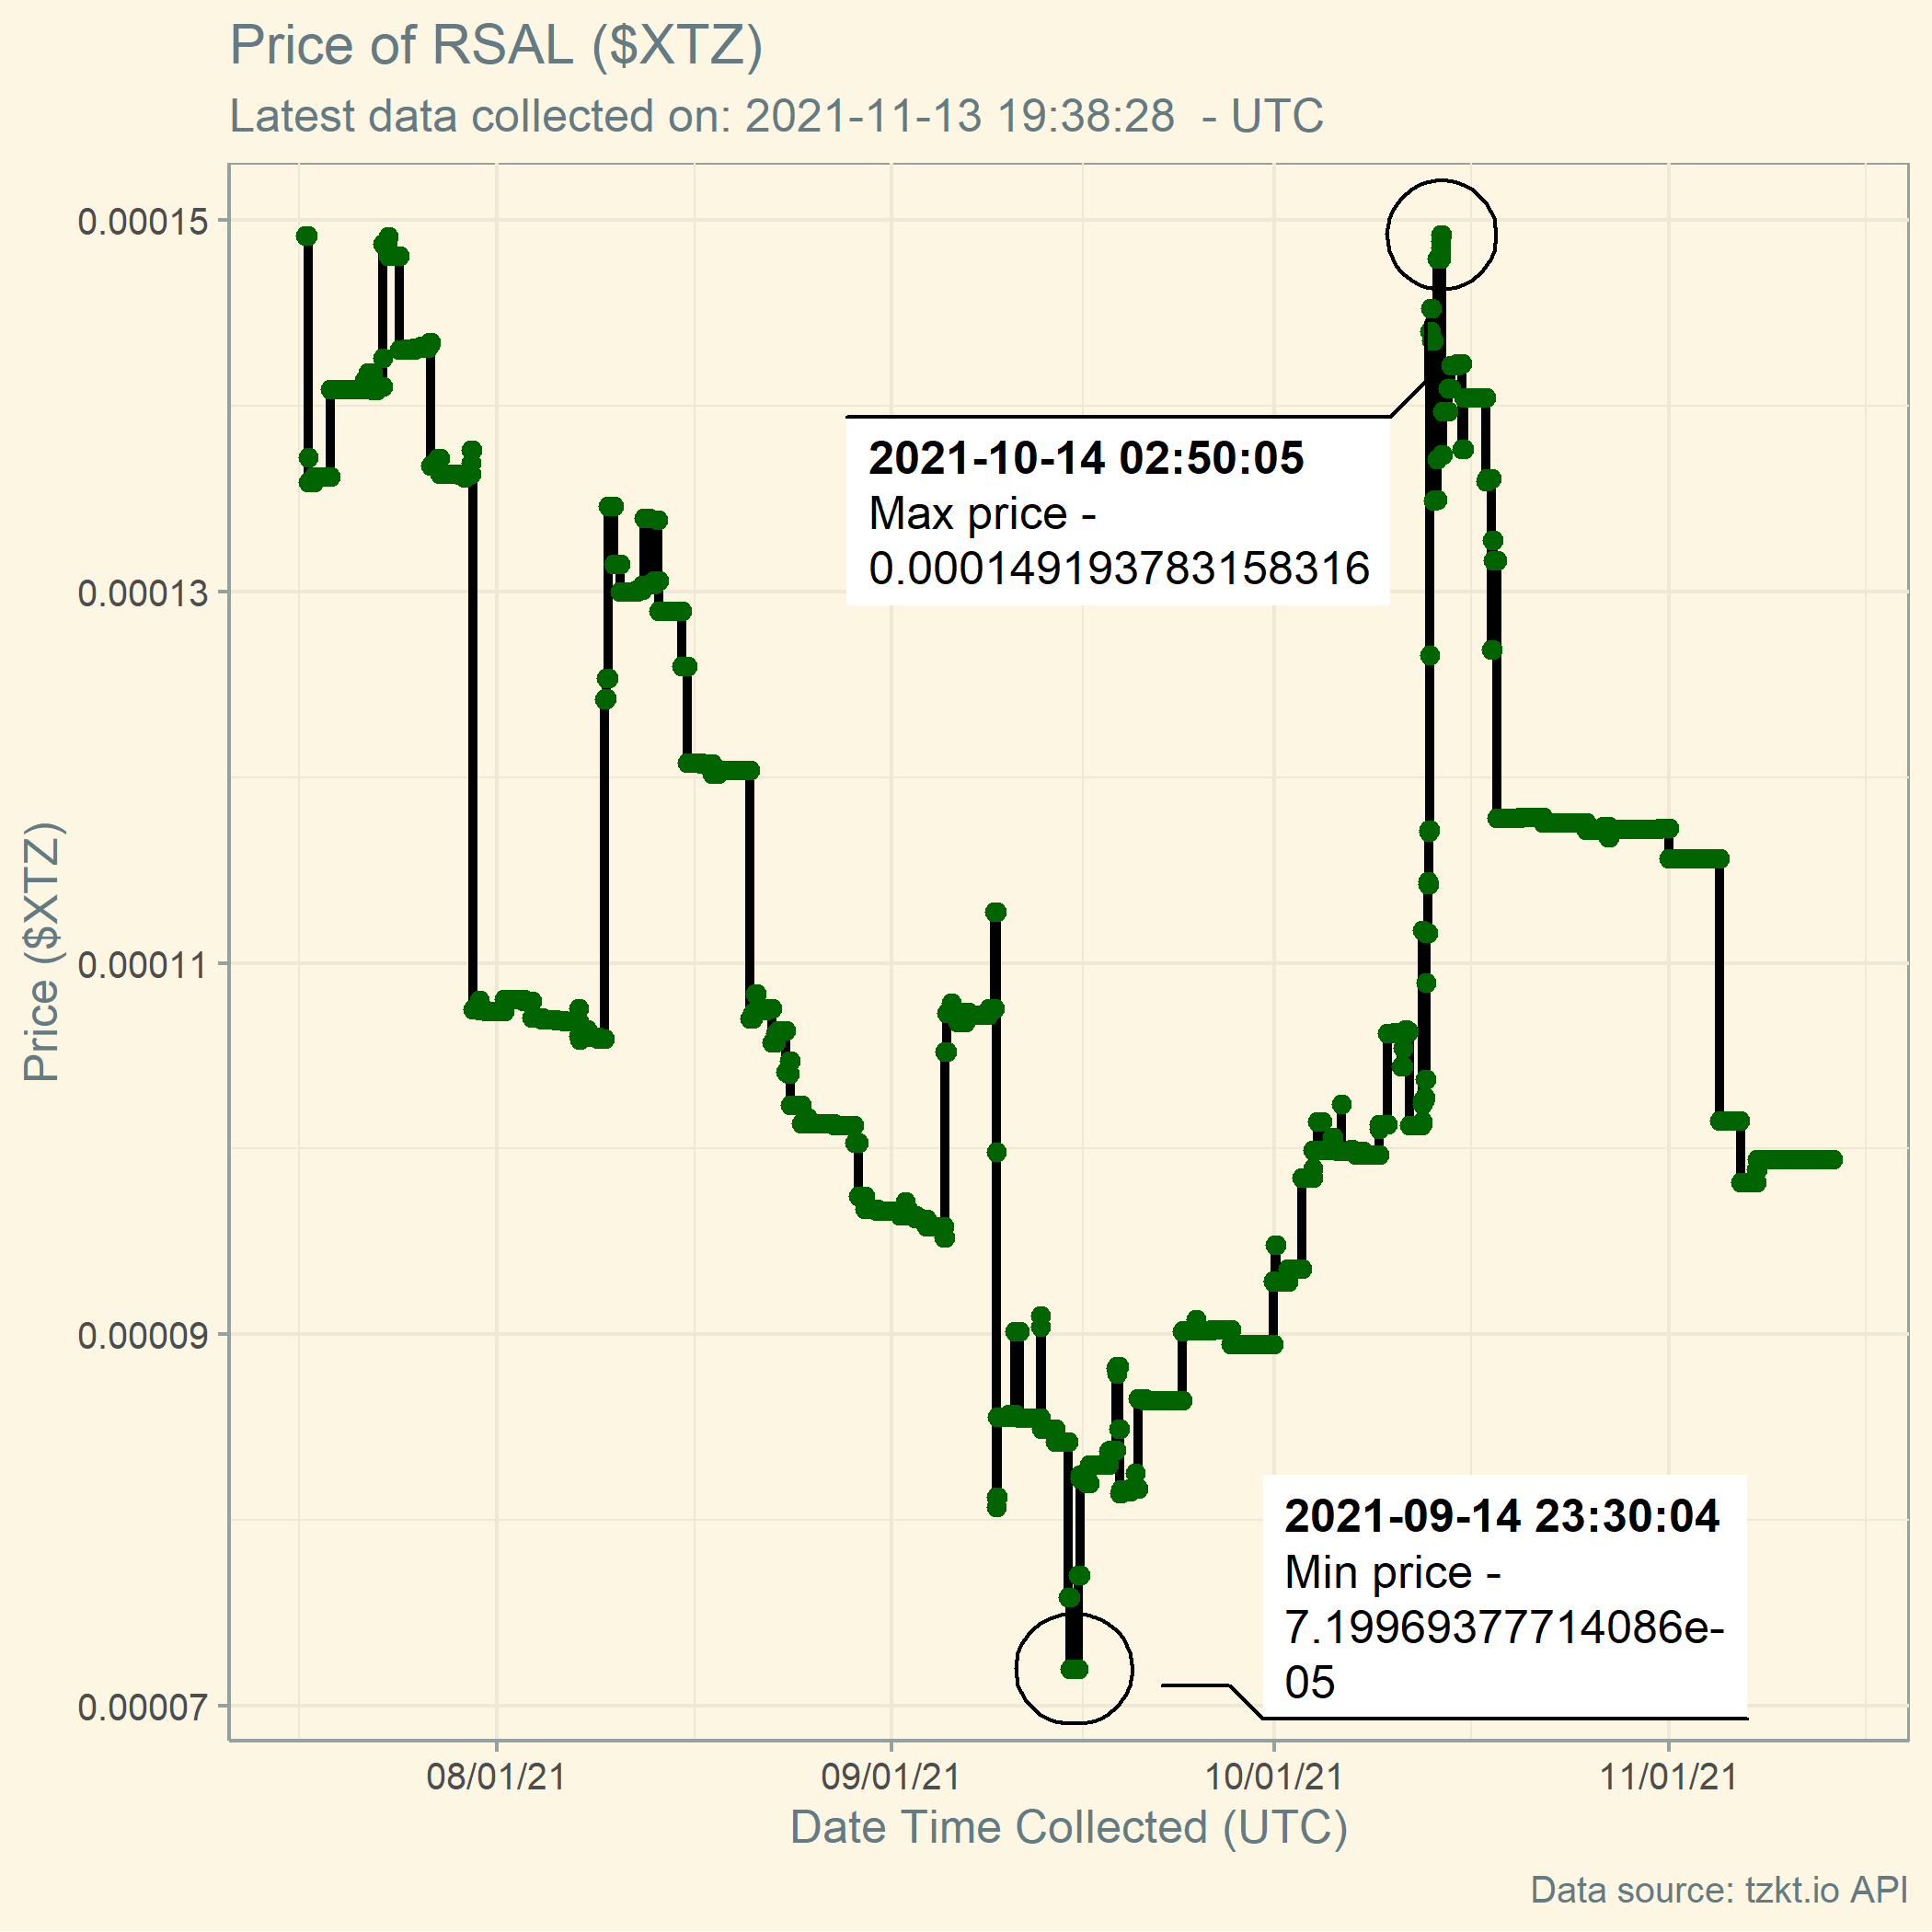 Price of RSAL ($XTZ)
Latest data collected on: 2021-11-13 19:38:28  - UTC
0.00015
2021-10-14 02:50:05
Max price -
0.000149193783158316
0.00013
Price ($XTZ)
0.00011
0.00009
2021-09-14 23:30:04
Min price -
7.19969377714086e-
05
0.00007
08/01/21
09/01/21
10/01/21
11/01/21
Date Time Collected (UTC)
Data source: tzkt.io API